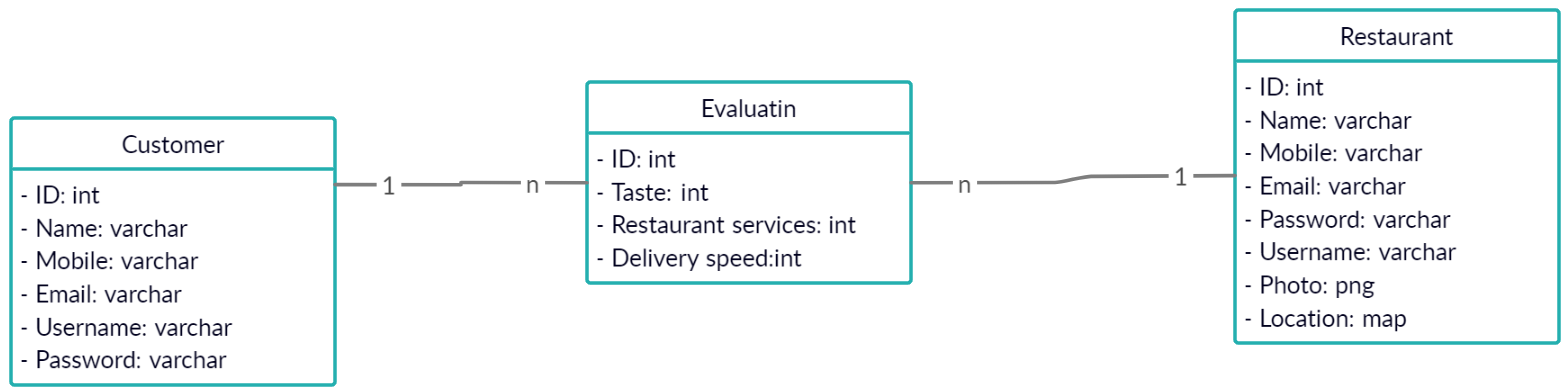 Customer
- ID: int
- Name: varchar
- Mobile: varchar
- Email: varchar
- Username: varchar
- Password: varchar
1
n
Evaluatin
- ID: int
- Taste: int
- Restaurant services: int
- Delivery speed:int
n
1
Restaurant
- ID: int
- Name: varchar
- Mobile: varchar
- Email: varchar
- Password: varchar
- Username: varchar
- Photo: png
- Location: map